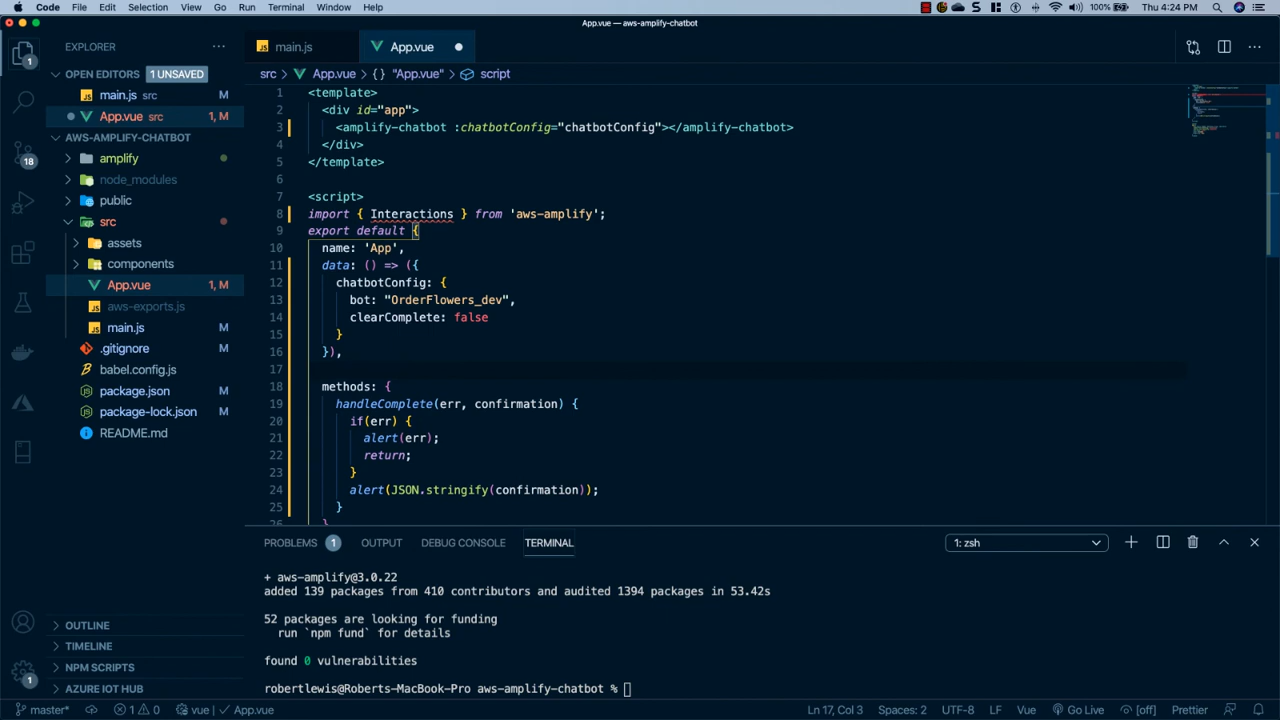 Code File Edit Selection View Go Run Terminal Window Help 100% Thu 4:24 PM
App.vue — aws-amplify-chatbot
EXPLORER ···
main.js App.vue
OPEN EDITORS 1 UNSAVED
src > App.vue > {} "App.vue" > script
main.js src M
App.vue src 1, M
AWS-AMPLIFY-CHATBOT
amplify
node_modules
public
src
assets
components
App.vue 1, M
aws-exports.js
main.js M
.gitignore
babel.config.js
package.json M
package-lock.json M
README.md
OUTLINE
TIMELINE
NPM SCRIPTS
AZURE IOT HUB
1
18
1
1 <template>
2 <div id="app">
3 <amplify-chatbot :chatbotConfig="chatbotConfig"></amplify-chatbot>
4 </div>
5 </template>
6
7 <script>
8 import { Interactions } from 'aws-amplify';
9 export default {
10 name: 'App',
11 data: () => ({
12 chatbotConfig: {
13 bot: "OrderFlowers_dev",
14 clearComplete: false
15 }
16 }),
17
18 methods: {
19 handleComplete(err, confirmation) {
20 if(err) {
21 alert(err);
22 return;
23 }
24 alert(JSON.stringify(confirmation));
25 }
26 }
PROBLEMS 1 OUTPUT DEBUG CONSOLE TERMINAL 1: zsh
+ aws-amplify@3.0.22
added 139 packages from 410 contributors and audited 1394 packages in 53.42s
52 packages are looking for funding
run `npm fund` for details
found 0 vulnerabilities
robertlewis@Roberts-MacBook-Pro aws-amplify-chatbot %
master* 1 0 vue | ✓ App.vue Ln 17, Col 3 Spaces: 2 UTF-8 LF Vue Go Live [off] Prettier